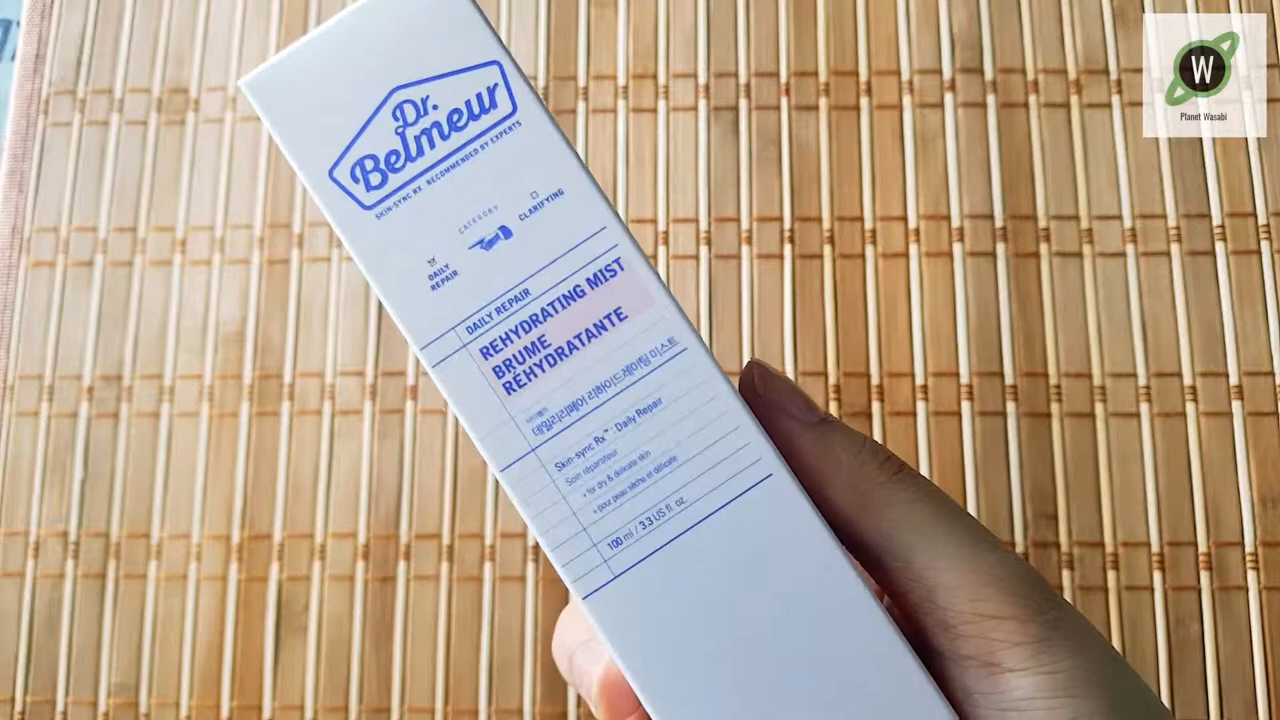 Dr.
Belmeur
SKIN-SYNC RX RECOMMENDED BY EXPERTS
CATEGORY
CLARIFYING
DAILY
REPAIR
DAILY REPAIR
REHYDRATING MIST
BRUME
RÉHYDRATANTE
데일리리페어 리하이드레이팅 미스트
Skin-sync Rx™: Daily Repair
Soin réparateur
+ for dry & delicate skin
+ pour peau sèche et délicate
100 ml / 3.3 US fl. oz.
W
Planet Wasabi